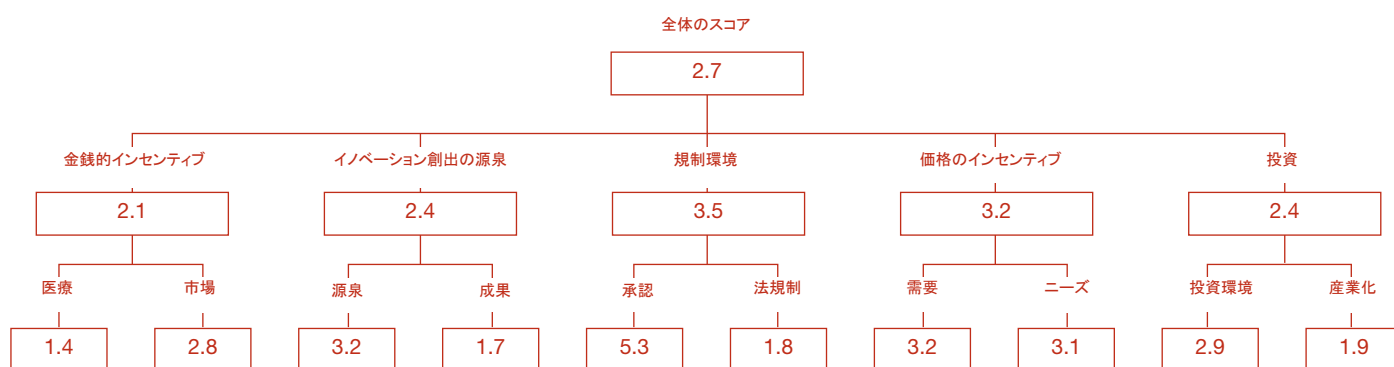 全体のスコア
2.7
金銭的インセンティブ
イノベーション創出の源泉
規制環境
価格のインセンティブ
投資
2.1
2.4
3.5
3.2
2.4
医療
市場
源泉
成果
承認
法規制
需要
ニーズ
投資環境
産業化
1.4
2.8
3.2
1.7
5.3
1.8
3.2
3.1
2.9
1.9